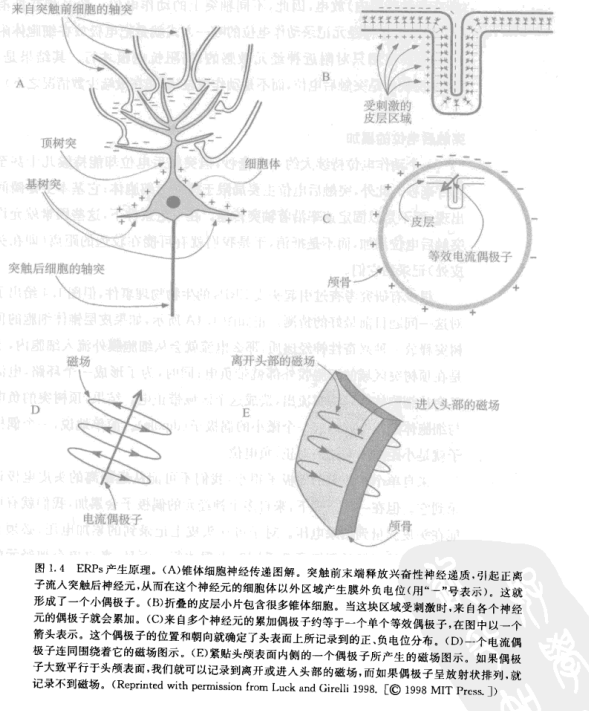 来自突触前细胞的轴突
A
B
受刺激的
皮层区域
顶树突
细胞体
基树突
C
皮层
等效电流偶极子
突触后细胞的轴突
颅骨
磁场
离开头部的磁场
进入头部的磁场
D
E
电流偶极子
颅骨
图 1.4 ERPs 产生原理。(A)锥体细胞神经传递图解。突触前末端释放兴奋性神经递质,引起正离
子流入突触后神经元,从而在这个神经元的细胞体以外区域产生膜外负电位(用“−”号表示)。这就
形成了一个小偶极子。(B)折叠的皮层小片包含很多锥体细胞。当这块区域受刺激时,来自各个神经
元的偶极子就会累加。(C)来自多个神经元的累加偶极子约等于一个单个等效偶极子,在图中以一个
箭头表示。这个偶极子的位置和朝向就确定了头表面上所记录到的正、负电位分布。(D)一个电流偶
极子连同围绕着它的磁场图示。(E)紧贴头颅表面内侧的一个偶极子所产生的磁场图示。如果偶极
子大致平行于头颅表面,我们就可以记录到离开或进入头部的磁场,而如果偶极子呈放射状排列,就
记录不到磁场。(Reprinted with permission from Luck and Girelli 1998. [© 1998 MIT Press. ])